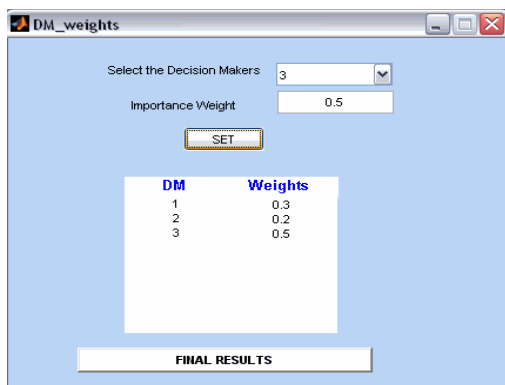 DM_weights
Select the Decision Makers 3
Importance Weight 0.5
SET
DM Weights
1 0.3
2 0.2
3 0.5
FINAL RESULTS